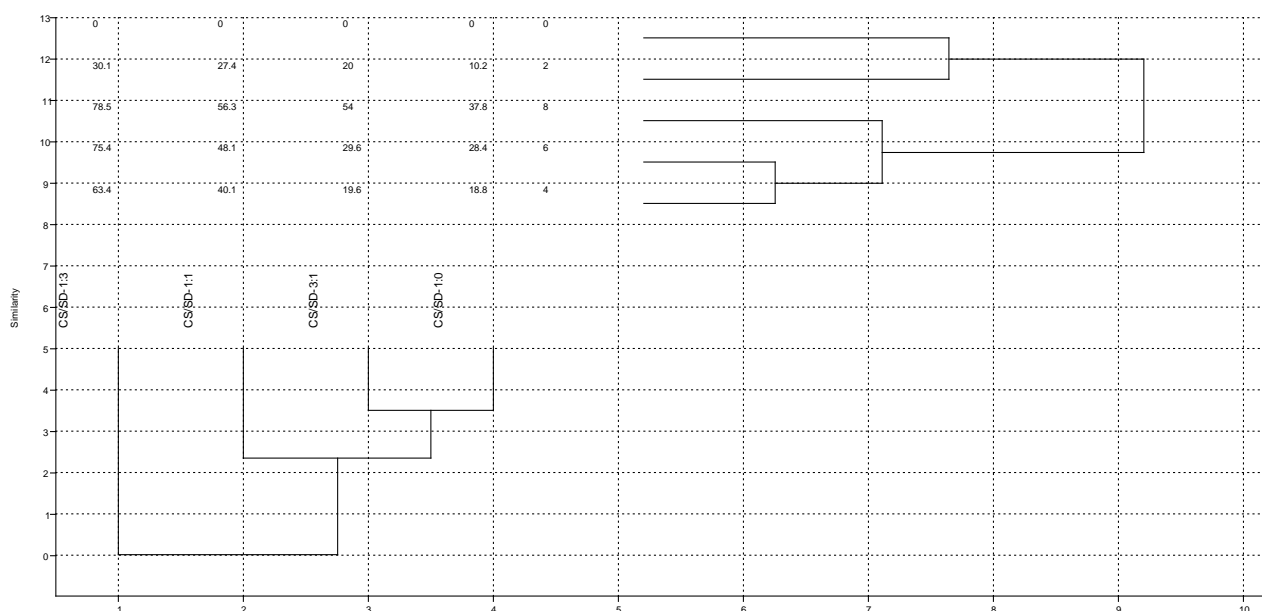 13
0 0 0 0 0
12
30.1 27.4 20 10.2 2
11
78.5 56.3 54 37.8 8
10
75.4 48.1 29.6 28.4 6
9
63.4 40.1 19.6 18.8 4
8
7
6
5
4
3
2
1
0
Similarity
CS/SD-1:3
CS/SD-1:1
CS/SD-3:1
CS/SD-1:0
1 2 3 4 5 6 7 8 9 10